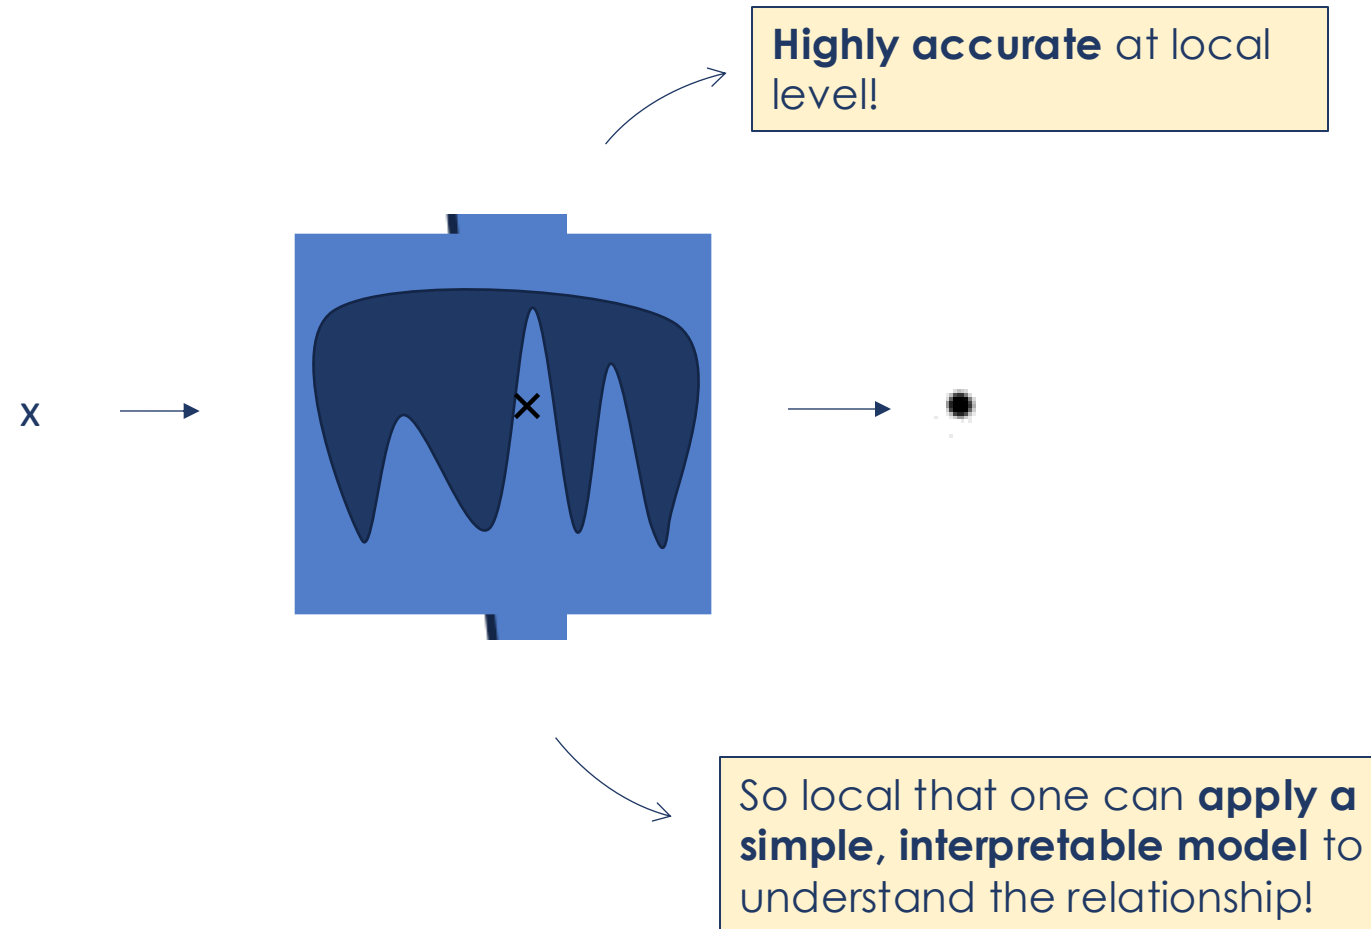 Highly accurate at local
level!
x
So local that one can apply a
simple, interpretable model to
understand the relationship!